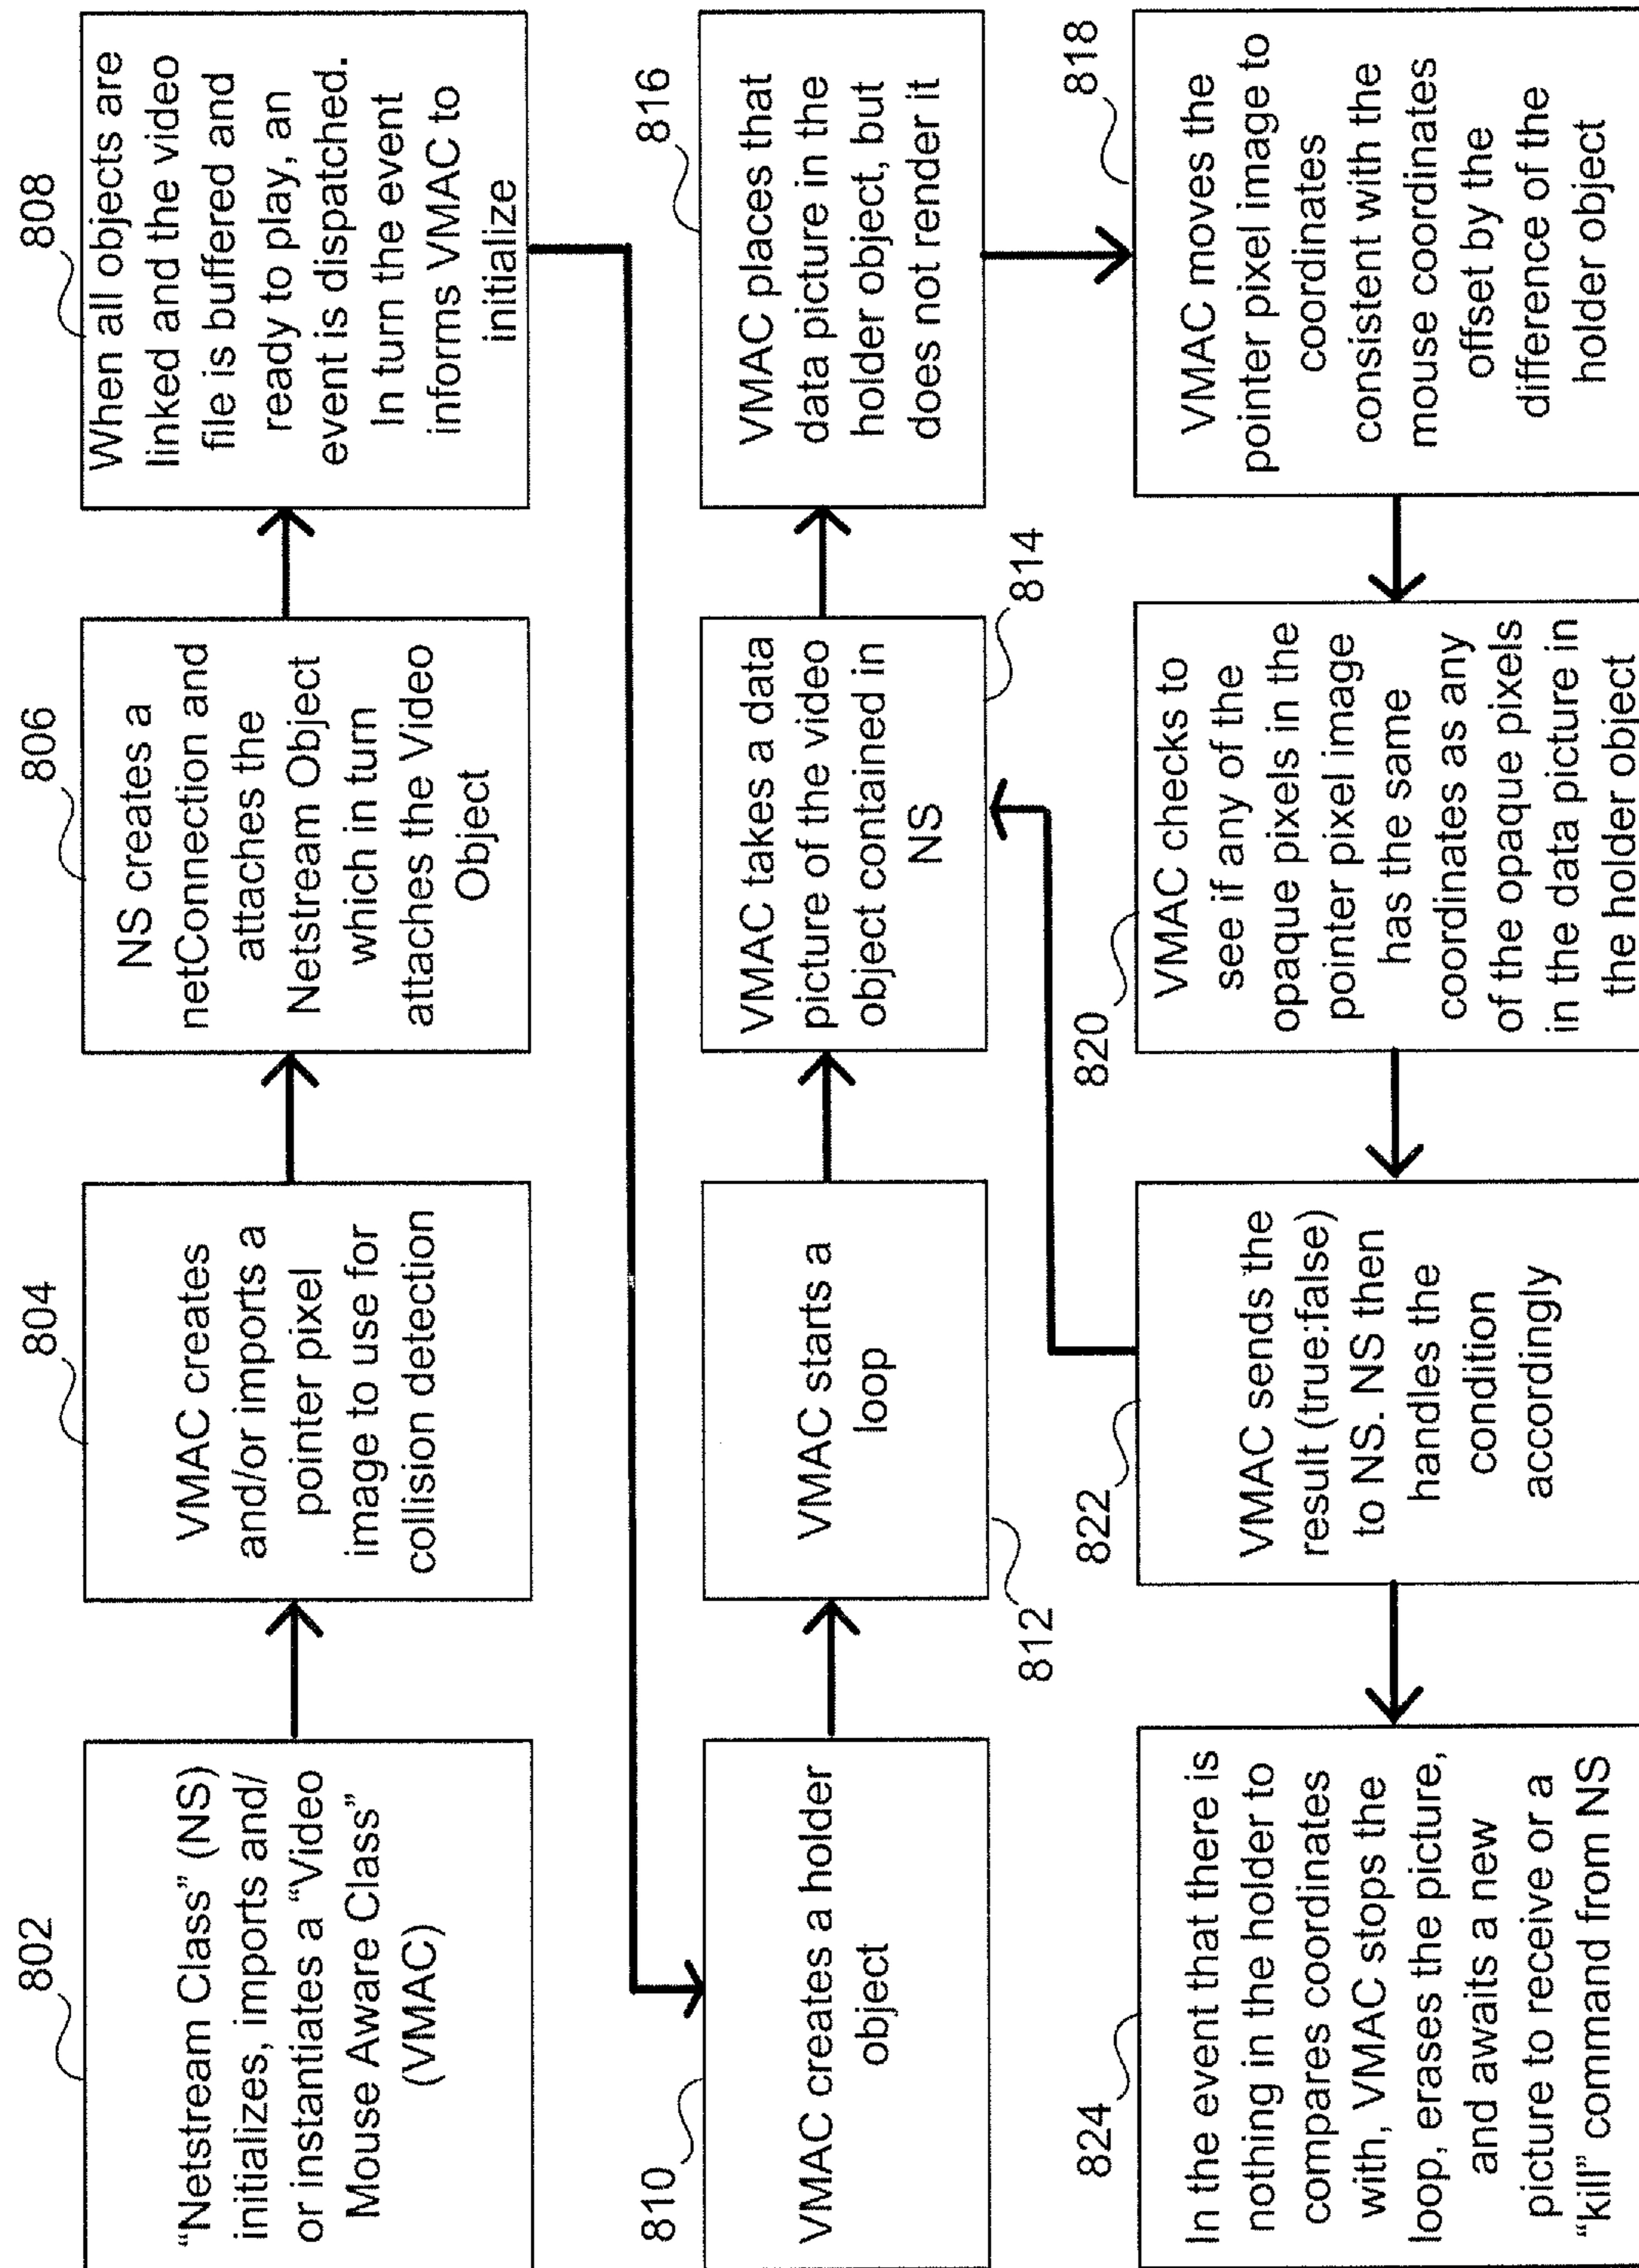 802
“Netstream Class” (NS)
initializes, imports and/
or instantiates a “Video
Mouse Aware Class”
(VMAC)
804
VMAC creates
and/or imports a
pointer pixel
image to use for
collision detection
806
NS creates a
netConnection and
attaches the
Netstream Object
which in turn
attaches the Video
Object
808
When all objects are
linked and the video
file is buffered and
ready to play, an
event is dispatched.
In turn the event
informs VMAC to
initialize
810
VMAC creates a holder
object
812
VMAC starts a
loop
814
VMAC takes a data
picture of the video
object contained in
NS
816
VMAC places that
data picture in the
holder object, but
does not render it
818
VMAC moves the
pointer pixel image to
coordinates
consistent with the
mouse coordinates
offset by the
difference of the
holder object
820
VMAC checks to
see if any of the
opaque pixels in the
pointer pixel image
has the same
coordinates as any
of the opaque pixels
in the data picture in
the holder object
822
VMAC sends the
result (true:false)
to NS. NS then
handles the
condition
accordingly
824
In the event that there is
nothing in the holder to
compares coordinates
with, VMAC stops the
loop, erases the picture,
and awaits a new
picture to receive or a
“kill” command from NS